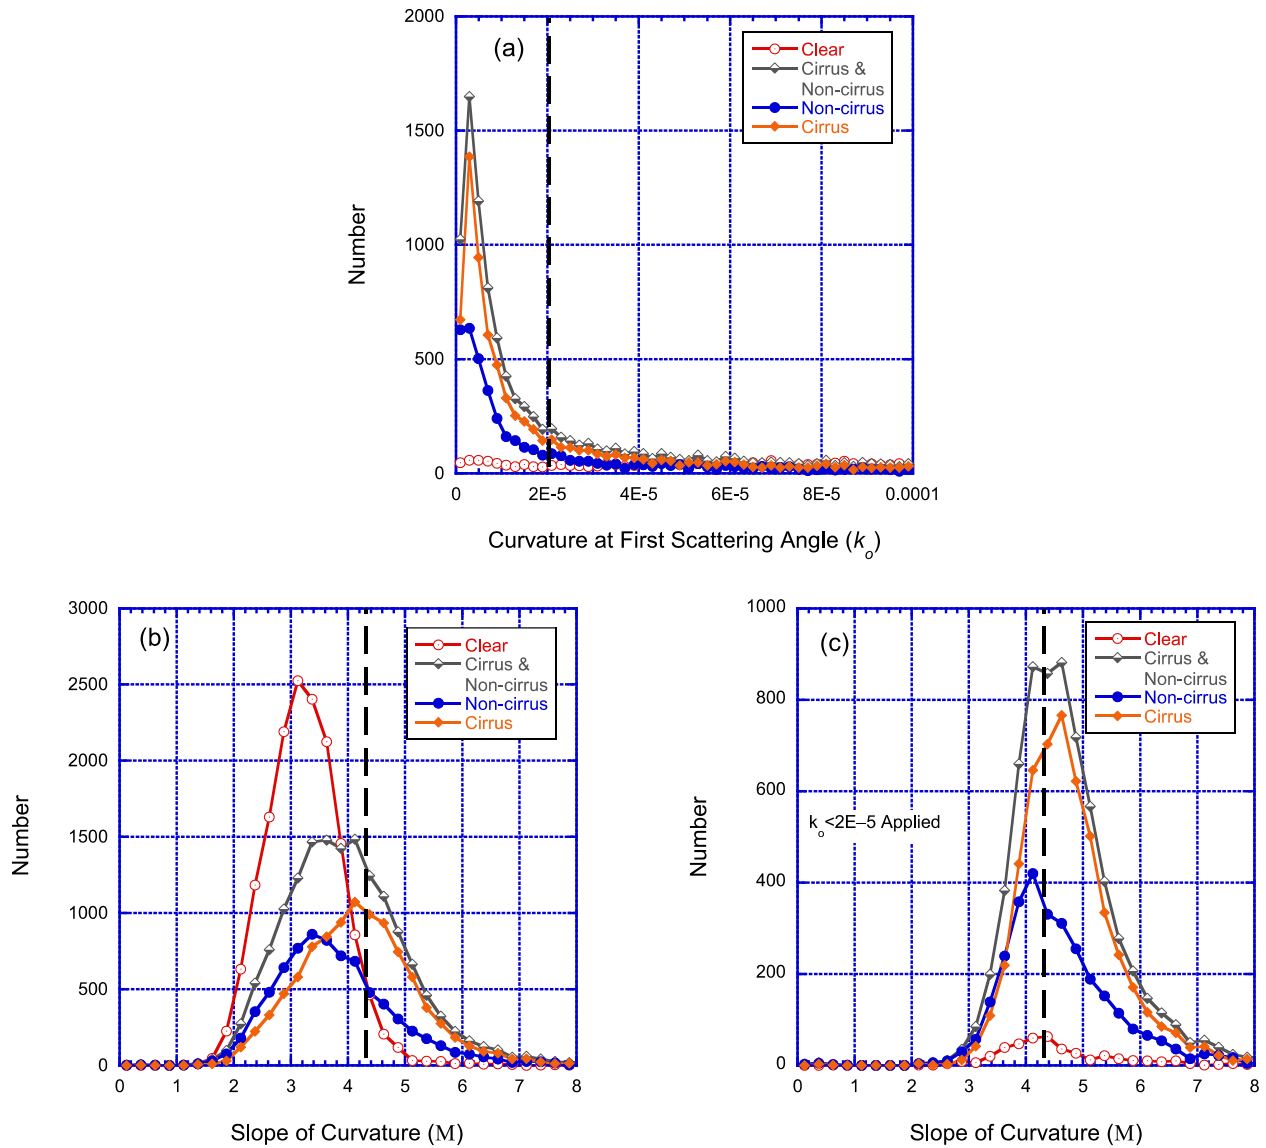 2000
(a)
Clear
Cirrus &
Non-cirrus
Non-cirrus
Cirrus
1500
1000
500
0
Number
0 2E-5 4E-5 6E-5 8E-5 0.0001
Curvature at First Scattering Angle (ko)
3000
(b)
Clear
Cirrus &
Non-cirrus
Non-cirrus
Cirrus
2500
2000
1500
1000
500
0
Number
0 1 2 3 4 5 6 7 8
Slope of Curvature (M)
1000
(c)
Clear
Cirrus &
Non-cirrus
Non-cirrus
Cirrus
800
600
ko<2E–5 Applied
400
200
0
Number
0 1 2 3 4 5 6 7 8
Slope of Curvature (M)